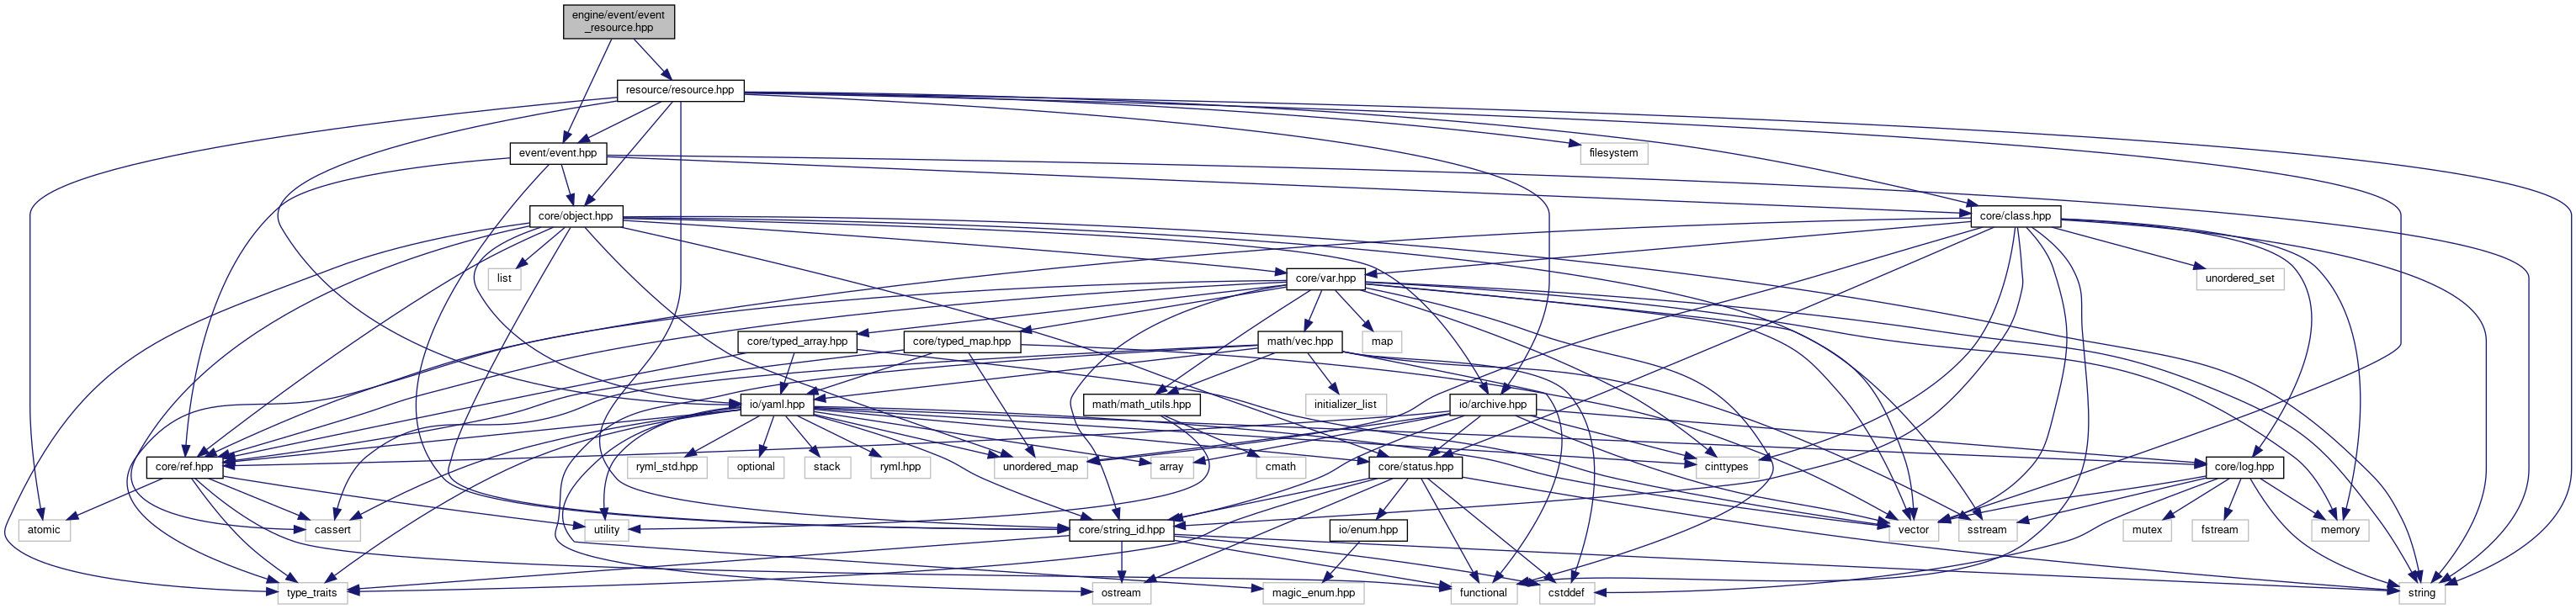 engine/event/event
_resource.hpp
resource/resource.hpp
event/event.hpp
filesystem
core/object.hpp
core/class.hpp
list
core/var.hpp
unordered_set
core/typed_array.hpp
core/typed_map.hpp
math/vec.hpp
map
io/yaml.hpp
math/math_utils.hpp
initializer_list
io/archive.hpp
core/ref.hpp
ryml_std.hpp
optional
stack
ryml.hpp
unordered_map
array
cmath
core/status.hpp
cinttypes
core/log.hpp
atomic
cassert
utility
core/string_id.hpp
io/enum.hpp
vector
sstream
mutex
fstream
memory
type_traits
ostream
magic_enum.hpp
functional
cstddef
string